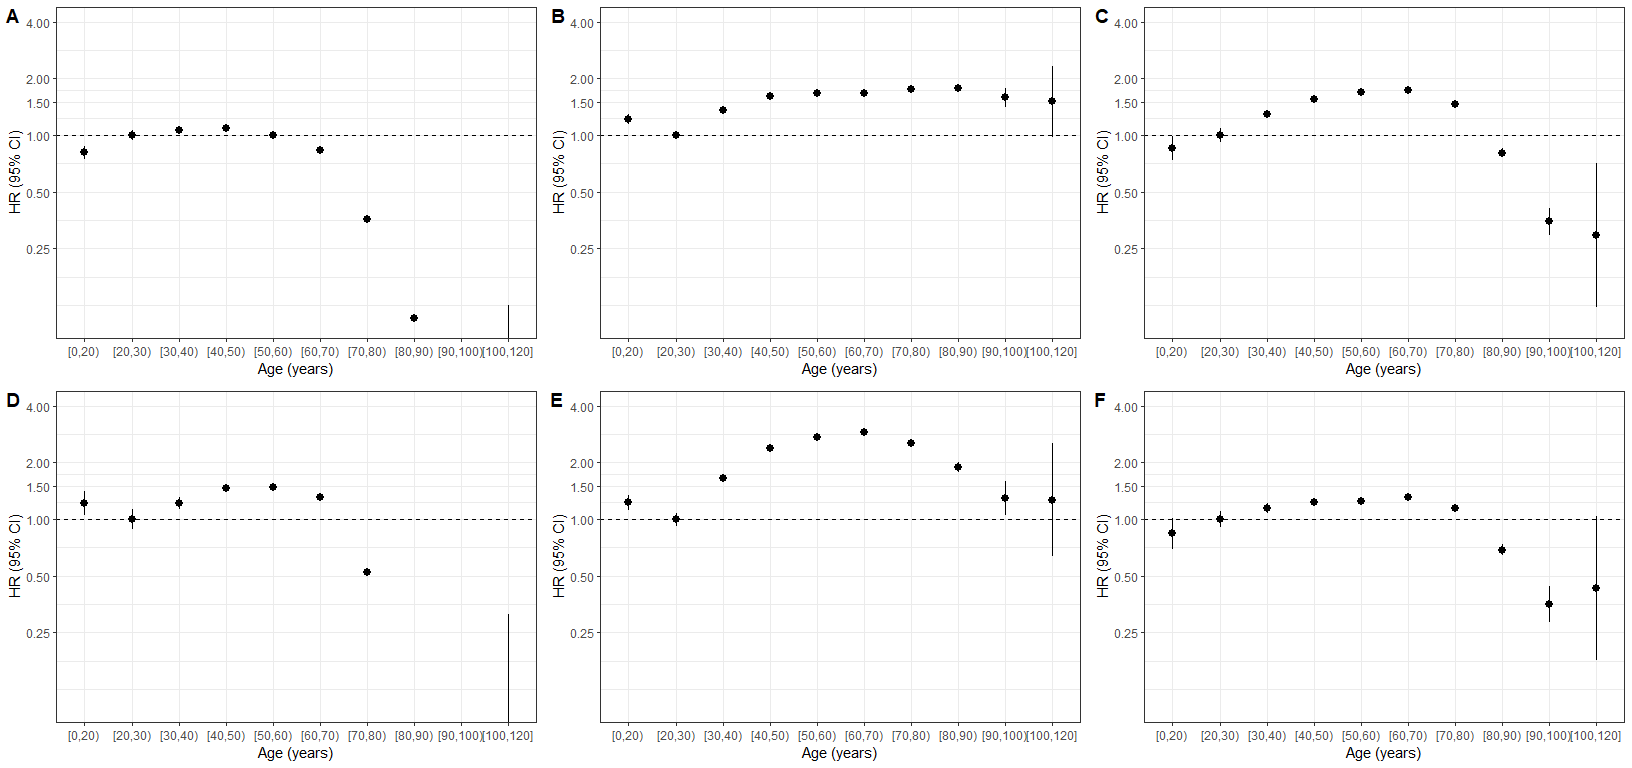 A
HR (95% CI)
4.00
2.00
1.50
1.00
0.50
0.25
[0,20) [20,30) [30,40) [40,50) [50,60) [60,70) [70,80) [80,90) [90,100) [100,120]
Age (years)
B
HR (95% CI)
4.00
2.00
1.50
1.00
0.50
0.25
[0,20) [20,30) [30,40) [40,50) [50,60) [60,70) [70,80) [80,90) [90,100) [100,120]
Age (years)
C
HR (95% CI)
4.00
2.00
1.50
1.00
0.50
0.25
[0,20) [20,30) [30,40) [40,50) [50,60) [60,70) [70,80) [80,90) [90,100) [100,120]
Age (years)
D
HR (95% CI)
4.00
2.00
1.50
1.00
0.50
0.25
[0,20) [20,30) [30,40) [40,50) [50,60) [60,70) [70,80) [80,90) [90,100) [100,120]
Age (years)
E
HR (95% CI)
4.00
2.00
1.50
1.00
0.50
0.25
[0,20) [20,30) [30,40) [40,50) [50,60) [60,70) [70,80) [80,90) [90,100) [100,120]
Age (years)
F
HR (95% CI)
4.00
2.00
1.50
1.00
0.50
0.25
[0,20) [20,30) [30,40) [40,50) [50,60) [60,70) [70,80) [80,90) [90,100) [100,120]
Age (years)